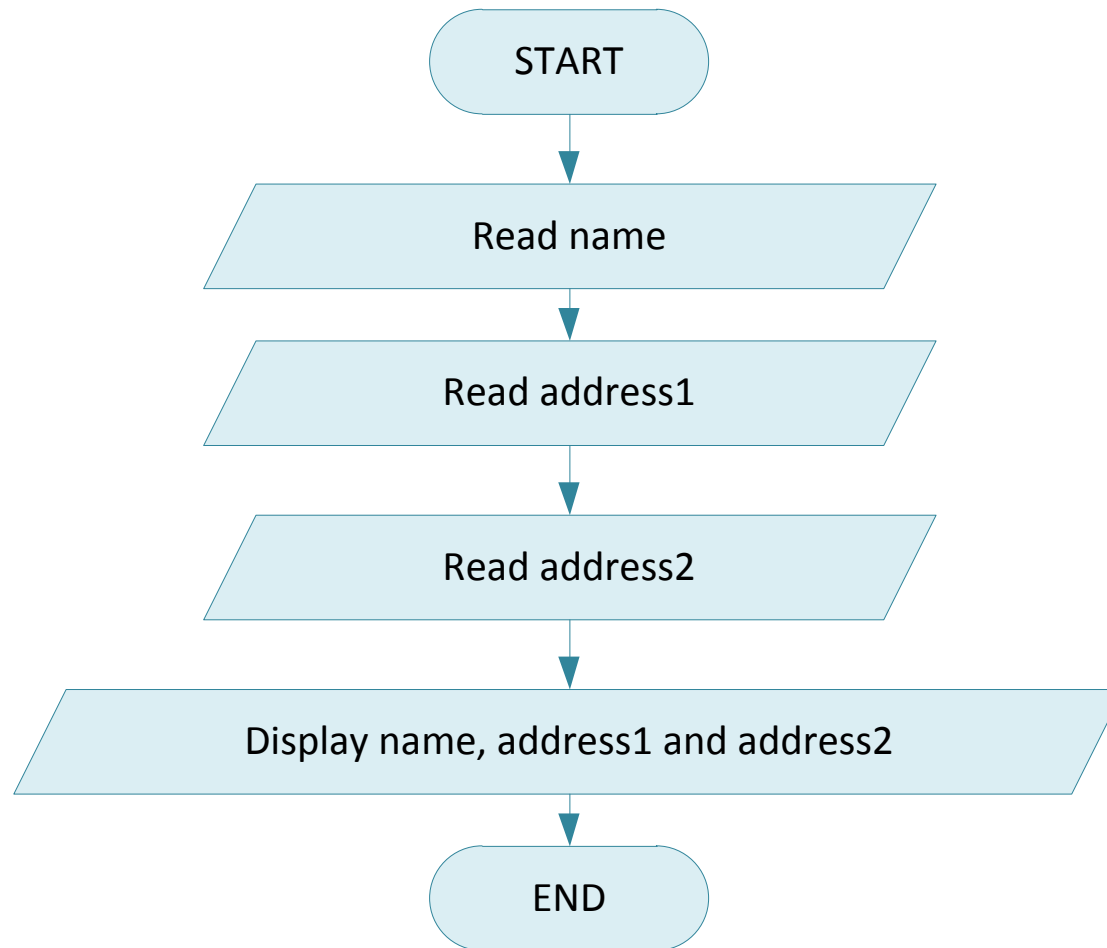 START
Read name
Read address1
Read address2
Display name, address1 and address2
END